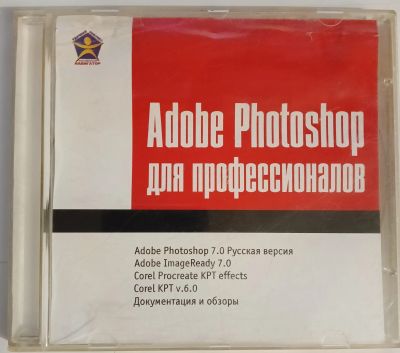 НАВИГАТОР
Adobe Photoshop
для профессионалов
Adobe Photoshop 7.0 Русская версия
Adobe ImageReady 7.0
Corel Procreate KPT effects
Corel KPT v.6.0
Документация и обзоры